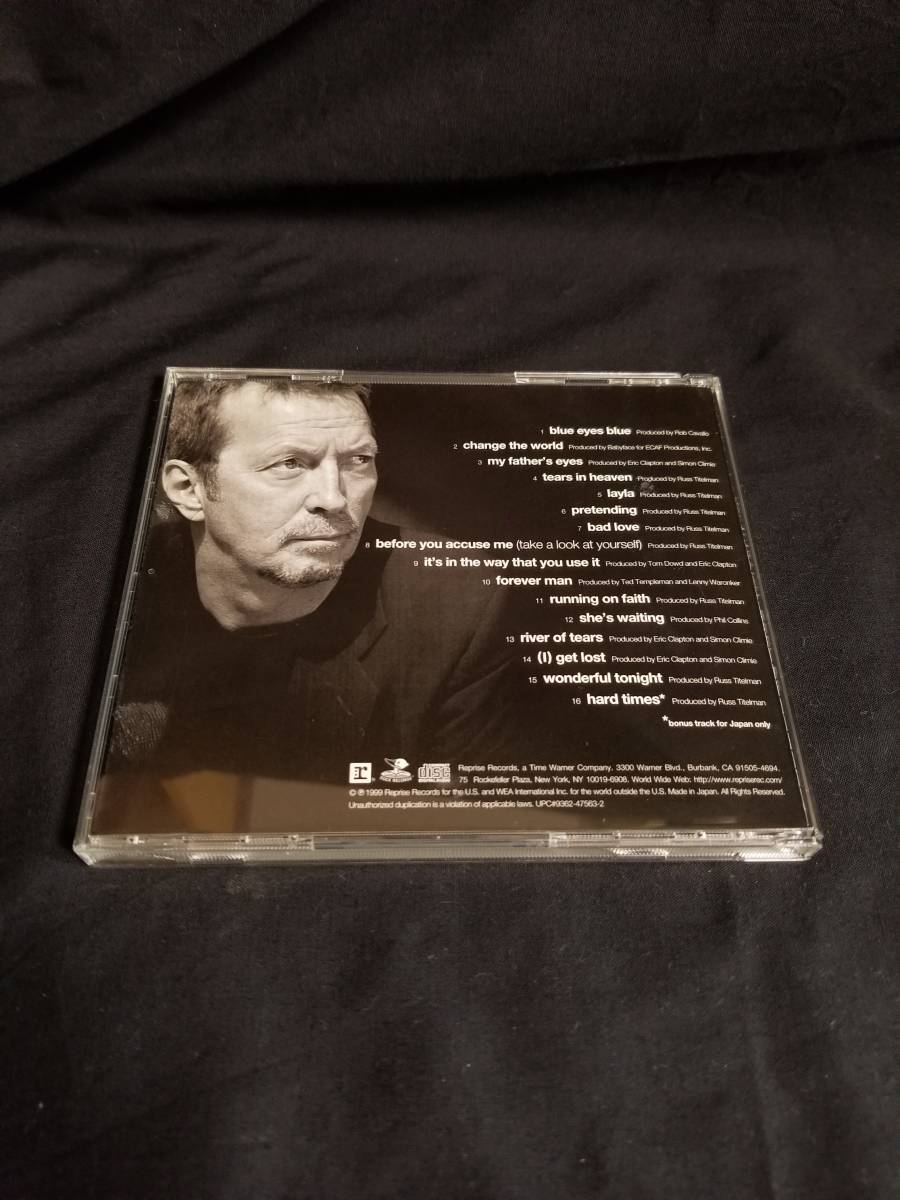 1 blue eyes blue Produced by Rob Cavallo
2 change the world Produced by Babyface for ECAF Productions, Inc.
3 my father's eyes Produced by Eric Clapton and Simon Climie
4 tears in heaven Produced by Russ Titelman
5 layla Produced by Russ Titelman
6 pretending Produced by Russ Titelman
7 bad love Produced by Russ Titelman
8 before you accuse me (take a look at yourself) Produced by Russ Titelman
9 it's in the way that you use it Produced by Tom Dowd and Eric Clapton
10 forever man Produced by Ted Templeman and Lenny Waronker
11 running on faith Produced by Russ Titelman
12 she's waiting Produced by Phil Collins
13 river of tears Produced by Eric Clapton and Simon Climie
14 (I) get lost Produced by Eric Clapton and Simon Climie
15 wonderful tonight Produced by Russ Titelman
16 hard times* Produced by Russ Titelman
*bonus track for Japan only
r DUCK RECORDS COMPACT disc DIGITAL AUDIO
Reprise Records, a Time Warner Company. 3300 Warner Blvd., Burbank, CA 91505-4694.
75 Rockefeller Plaza, New York, NY 10019-6908. World Wide Web: http://www.repriserec.com/
© ℗ 1999 Reprise Records for the U.S. and WEA International Inc. for the world outside the U.S. Made in Japan. All Rights Reserved.
Unauthorized duplication is a violation of applicable laws. UPC#9362-47563-2